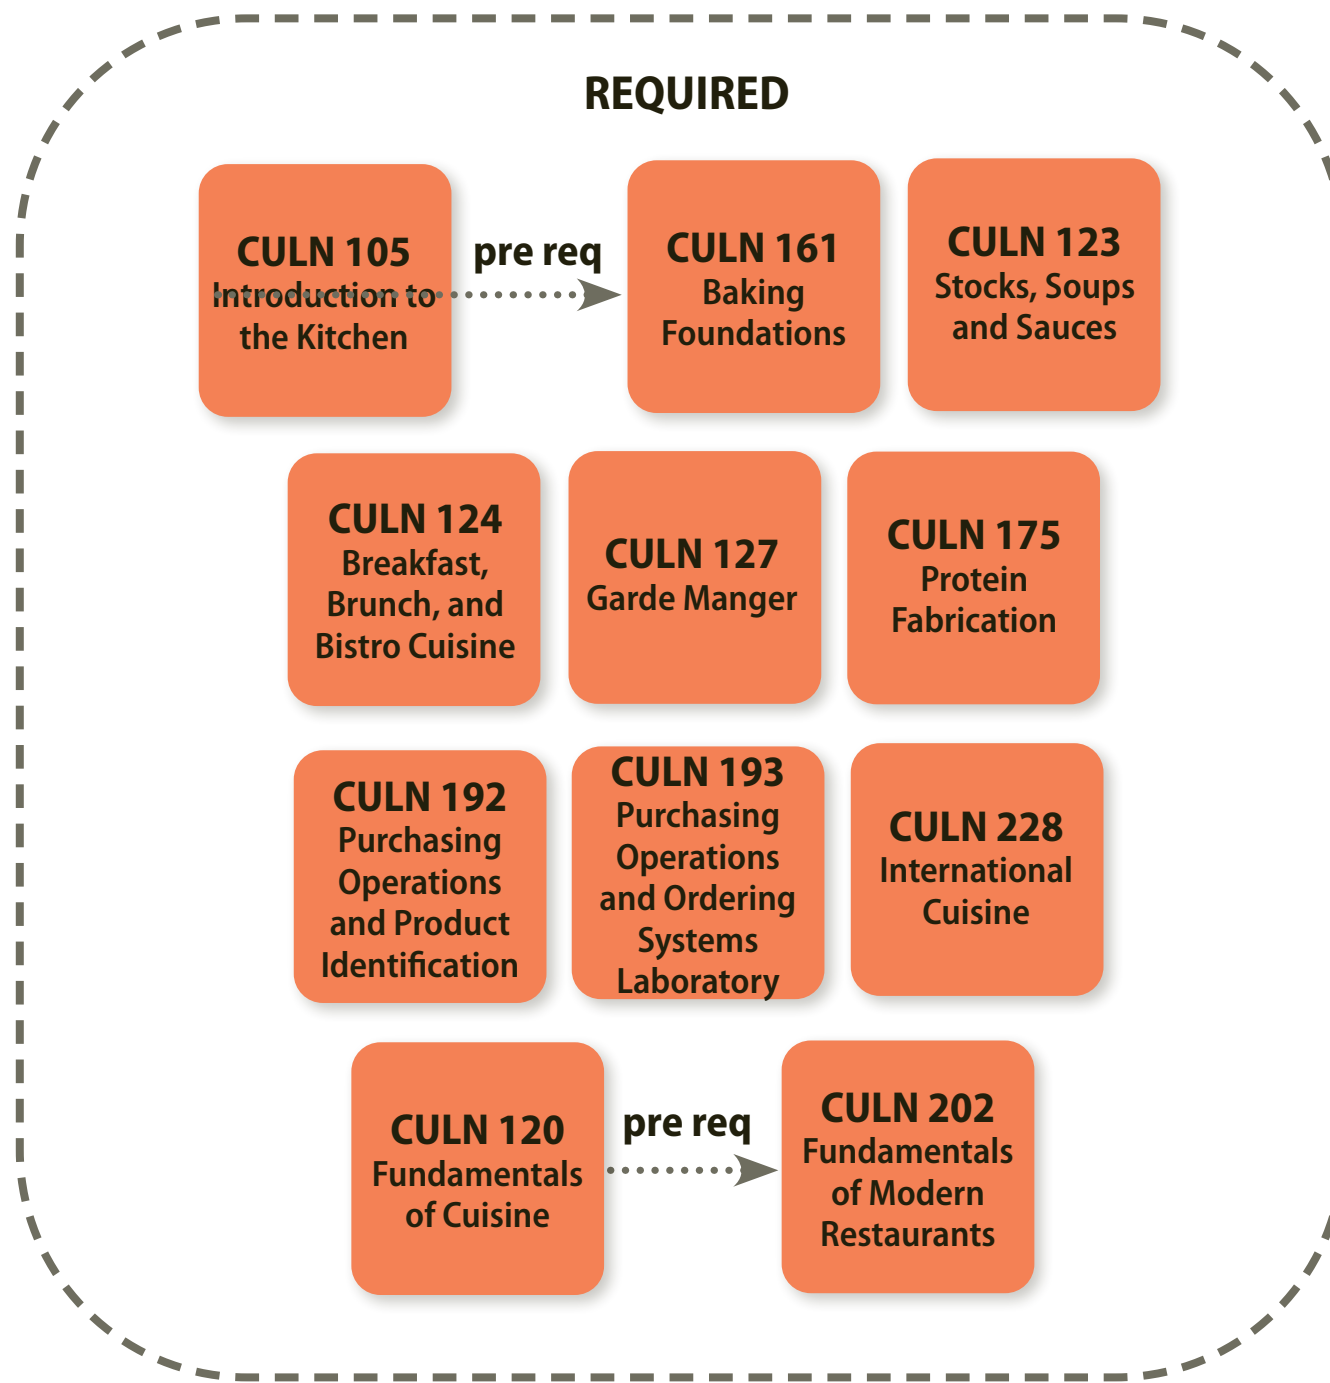 REQUIRED
CULN 105
Introduction to
the Kitchen
pre req
CULN 161
Baking
Foundations
CULN 123
Stocks, Soups
and Sauces
CULN 124
Breakfast,
Brunch, and
Bistro Cuisine
CULN 127
Garde Manger
CULN 175
Protein
Fabrication
CULN 192
Purchasing
Operations
and Product
Identification
CULN 193
Purchasing
Operations
and Ordering
Systems
Laboratory
CULN 228
International
Cuisine
CULN 120
Fundamentals
of Cuisine
pre req
CULN 202
Fundamentals
of Modern
Restaurants